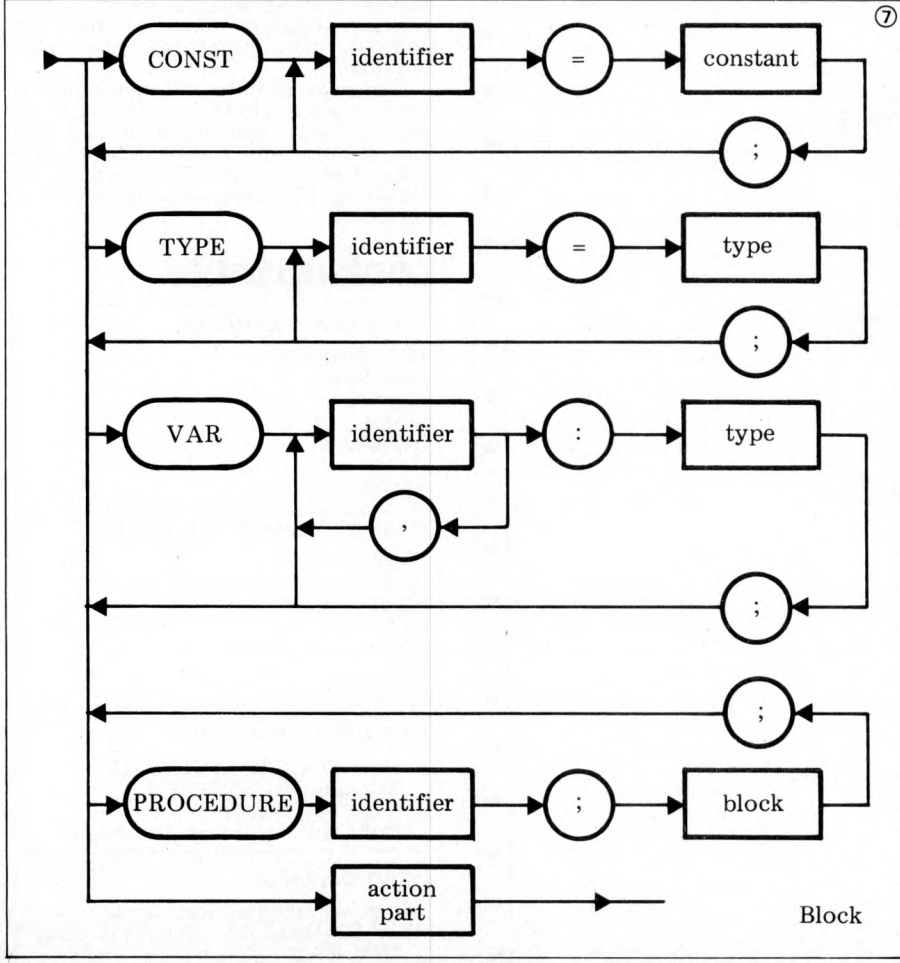 ⑦
CONST identifier = constant
;
TYPE identifier = type
;
VAR identifier : type
,
;
;
PROCEDURE identifier ; block
action
part
Block